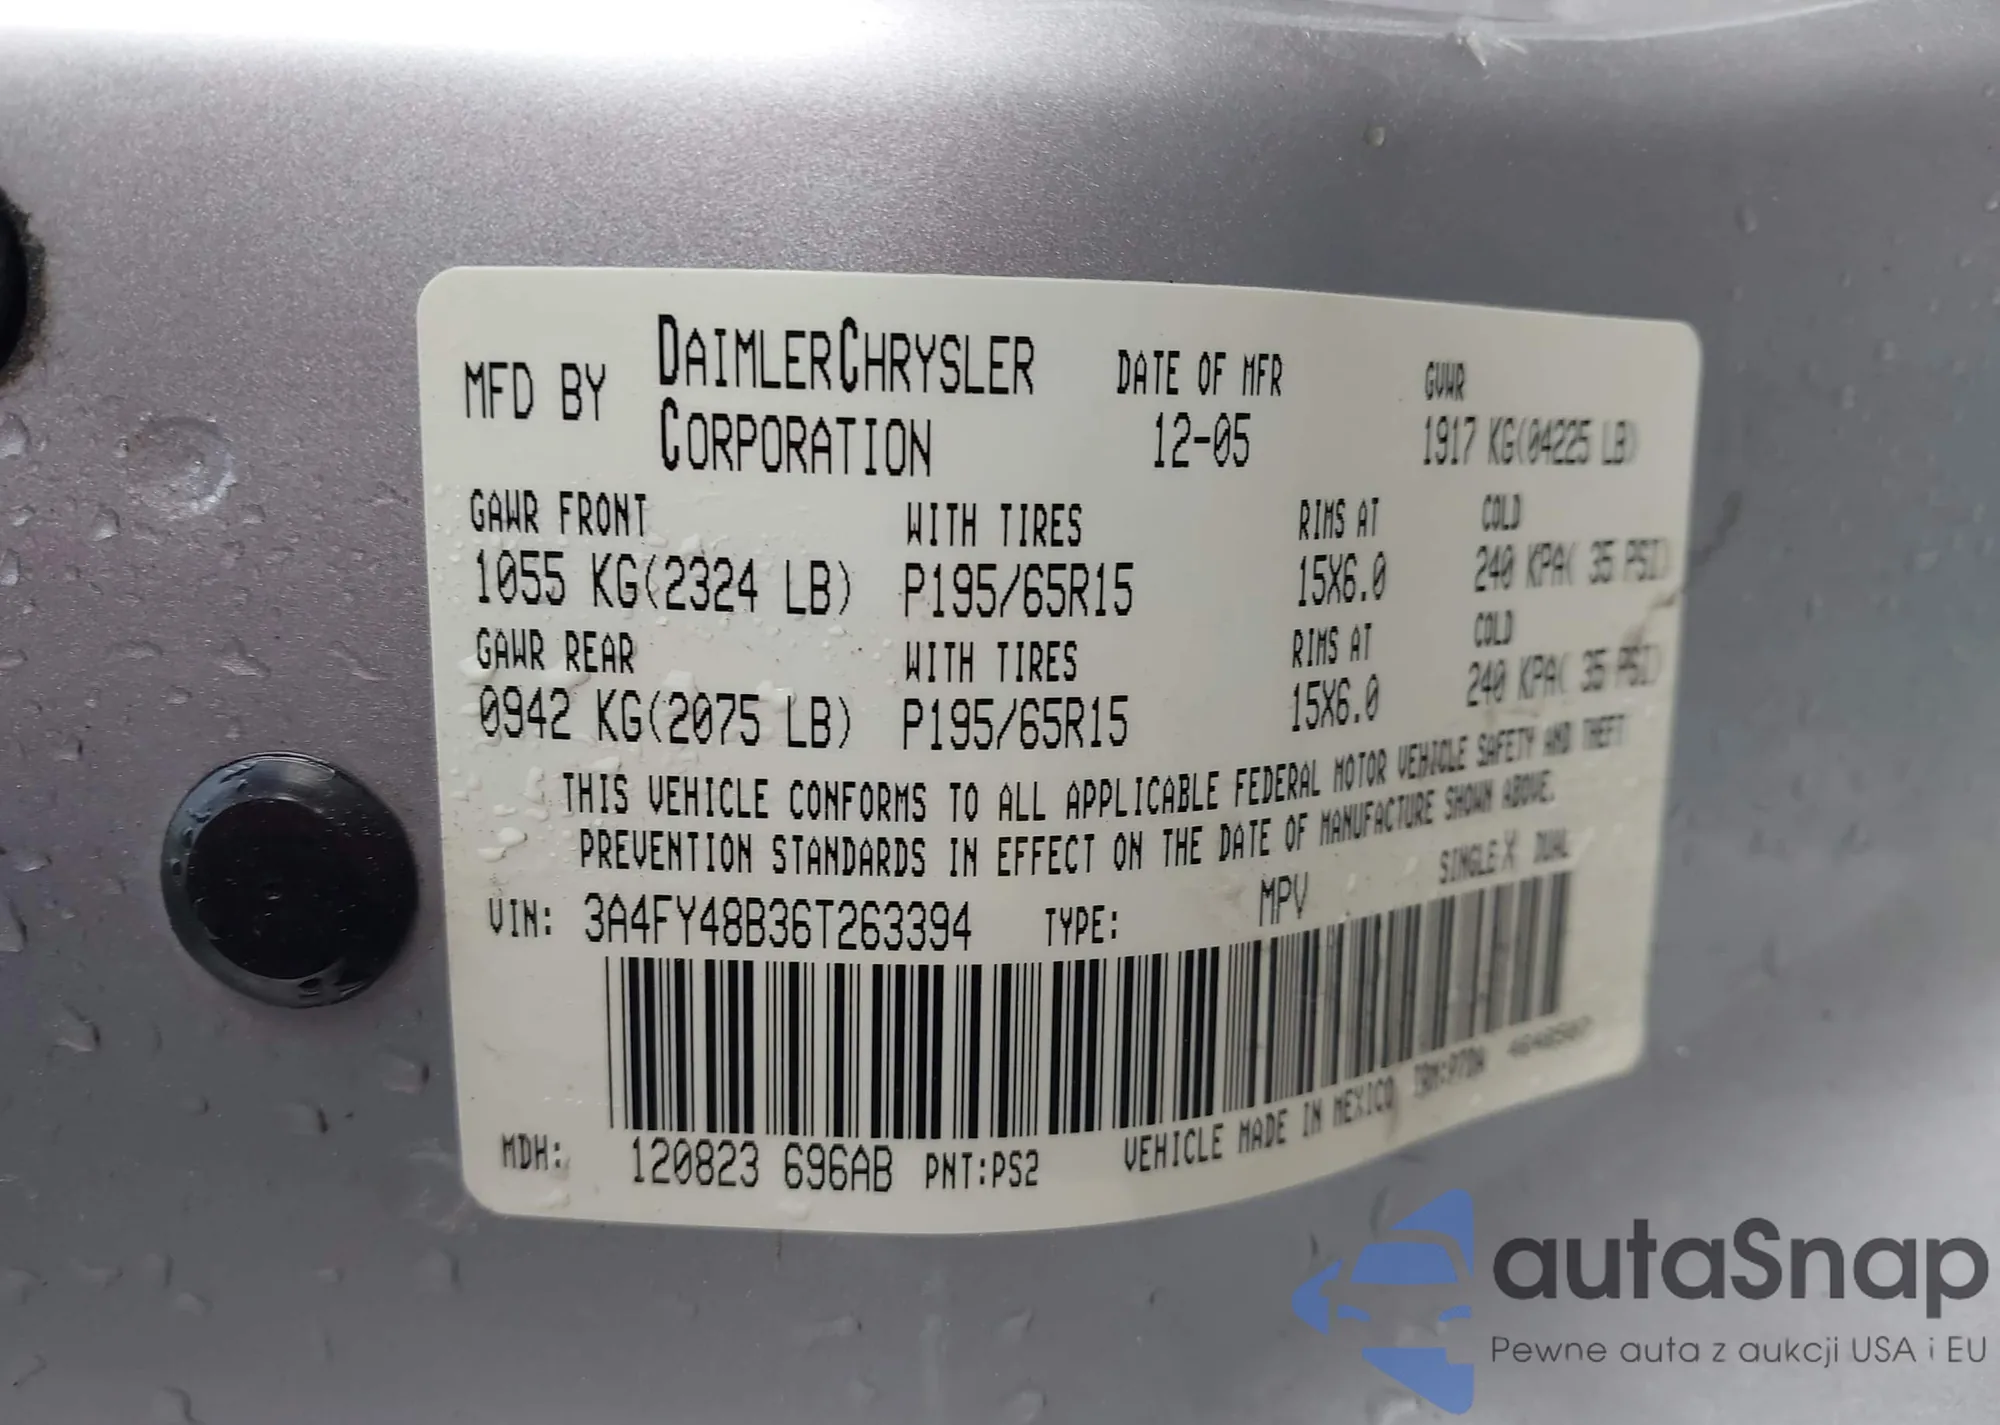 MFD BY DAIMLERCHRYSLER CORPORATION
DATE OF MFR 12-05
GVWR 1917 KG(04225 LB)
GAWR FRONT WITH TIRES RIMS AT COLD
1055 KG(2324 LB) P195/65R15 15X6.0 240 KPA( 35 PSI)
GAWR REAR WITH TIRES RIMS AT COLD
0942 KG(2075 LB) P195/65R15 15X6.0 240 KPA( 35 PSI)
THIS VEHICLE CONFORMS TO ALL APPLICABLE FEDERAL MOTOR VEHICLE SAFETY AND THEFT
PREVENTION STANDARDS IN EFFECT ON THE DATE OF MANUFACTURE SHOWN ABOVE.
VIN: 3A4FY48B36T263394 TYPE: MPV SINGLE-X DUAL
MDH: 120823 696AB PNT:PS2 VEHICLE MADE IN MEXICO
autaSnap
Pewne auta z aukcji USA i EU